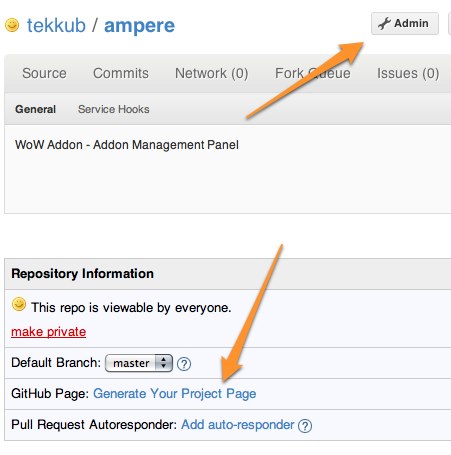 tekkub / ampere
Admin
Source Commits Network (0) Fork Queue Issues (0)
General Service Hooks
WoW Addon - Addon Management Panel
Repository Information
This repo is viewable by everyone.
make private
Default Branch: master ?
GitHub Page: Generate Your Project Page
Pull Request Autoresponder: Add auto-responder ?